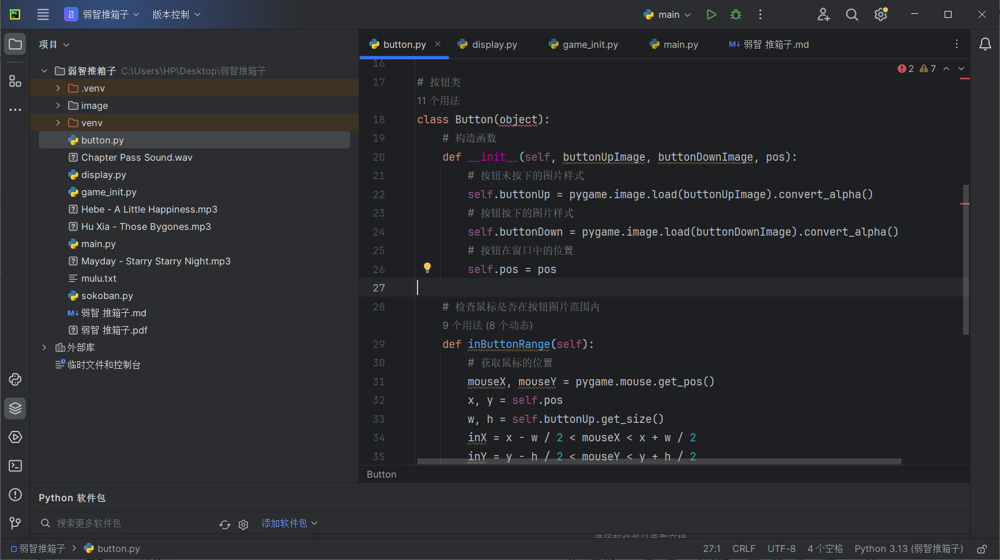 弱智推箱子
版本控制
main
项目
button.py
display.py
game_init.py
main.py
弱智 推箱子.md
弱智推箱子 C:\Users\HP\Desktop\弱智推箱子
.venv
image
venv
button.py
Chapter Pass Sound.wav
display.py
game_init.py
Hebe - A Little Happiness.mp3
Hu Xia - Those Bygones.mp3
main.py
Mayday - Starry Starry Night.mp3
mulu.txt
sokoban.py
弱智 推箱子.md
弱智 推箱子.pdf
外部库
临时文件和控制台
2 7
16
17 # 按钮类
11 个用法
18 class Button(object):
19 # 构造函数
20 def __init__(self, buttonUpImage, buttonDownImage, pos):
21 # 按钮未按下的图片样式
22 self.buttonUp = pygame.image.load(buttonUpImage).convert_alpha()
23 # 按钮按下的图片样式
24 self.buttonDown = pygame.image.load(buttonDownImage).convert_alpha()
25 # 按钮在窗口中的位置
26 self.pos = pos
27
28 # 检查鼠标是否在按钮图片范围内
9 个用法 (8 个动态)
29 def inButtonRange(self):
30 # 获取鼠标的位置
31 mouseX, mouseY = pygame.mouse.get_pos()
32 x, y = self.pos
33 w, h = self.buttonUp.get_size()
34 inX = x - w / 2 < mouseX < x + w / 2
35 inY = y - h / 2 < mouseY < y + h / 2
Button
Python 软件包
搜索更多软件包
添加软件包
选择软件包以查看文档
弱智推箱子 button.py
27:1 CRLF UTF-8 4 个空格 Python 3.13 (弱智推箱子)